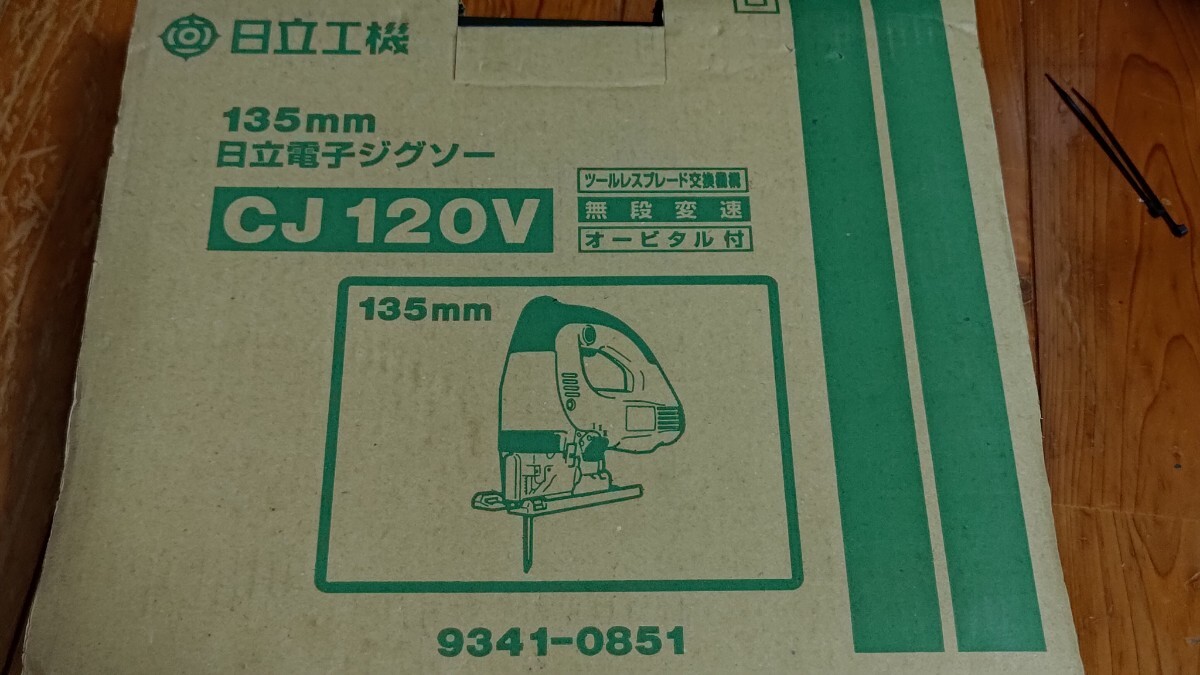 日立工機
135mm
日立電子ジグソー
CJ 120V
ツールレスブレード交換機構
無段変速
オービタル付
135mm
9341-0851